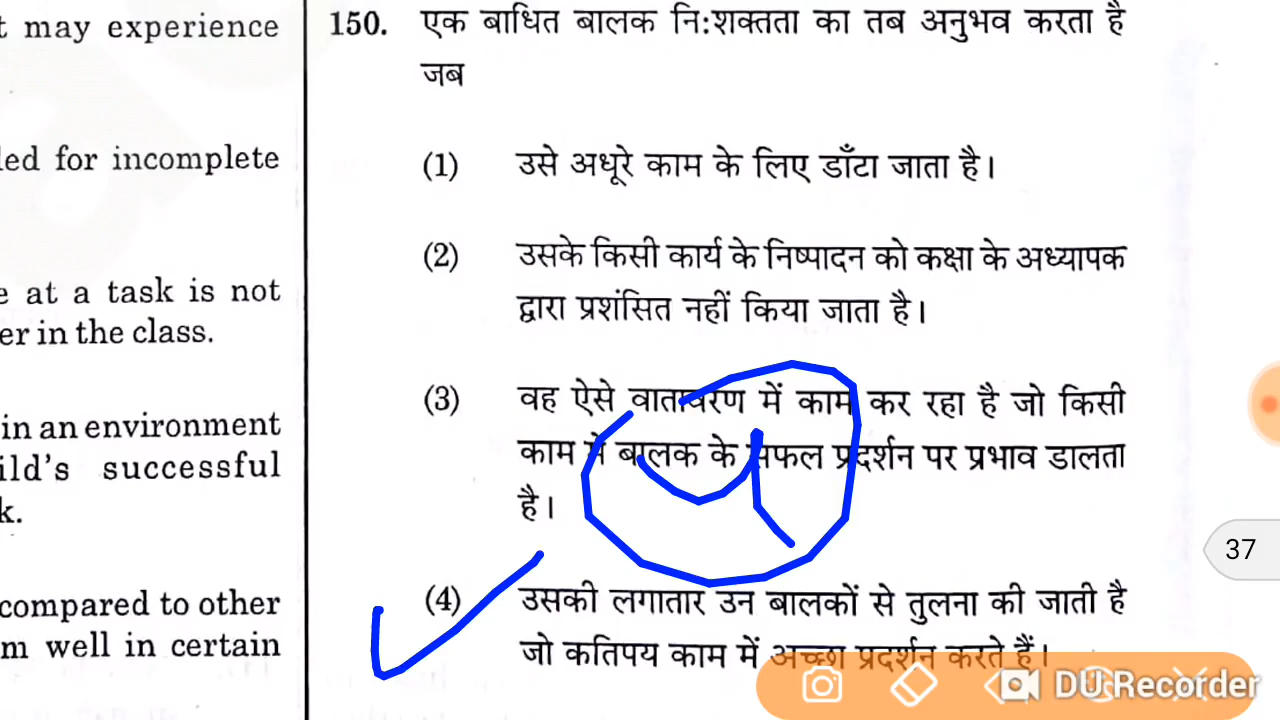 t may experience
led for incomplete
e at a task is not
er in the class.
in an environment
ild's successful
k.
compared to other
m well in certain
150. एक बाधित बालक नि:शक्तता का तब अनुभव करता है
जब
(1) उसे अधूरे काम के लिए डाँटा जाता है।
(2) उसके किसी कार्य के निष्पादन को कक्षा के अध्यापक
द्वारा प्रशंसित नहीं किया जाता है।
(3) वह ऐसे वातावरण में काम कर रहा है जो किसी
काम में बालक के सफल प्रदर्शन पर प्रभाव डालता
है।
(4) उसकी लगातार उन बालकों से तुलना की जाती है
जो कतिपय काम में अच्छा प्रदर्शन करते हैं।
37
DU Recorder